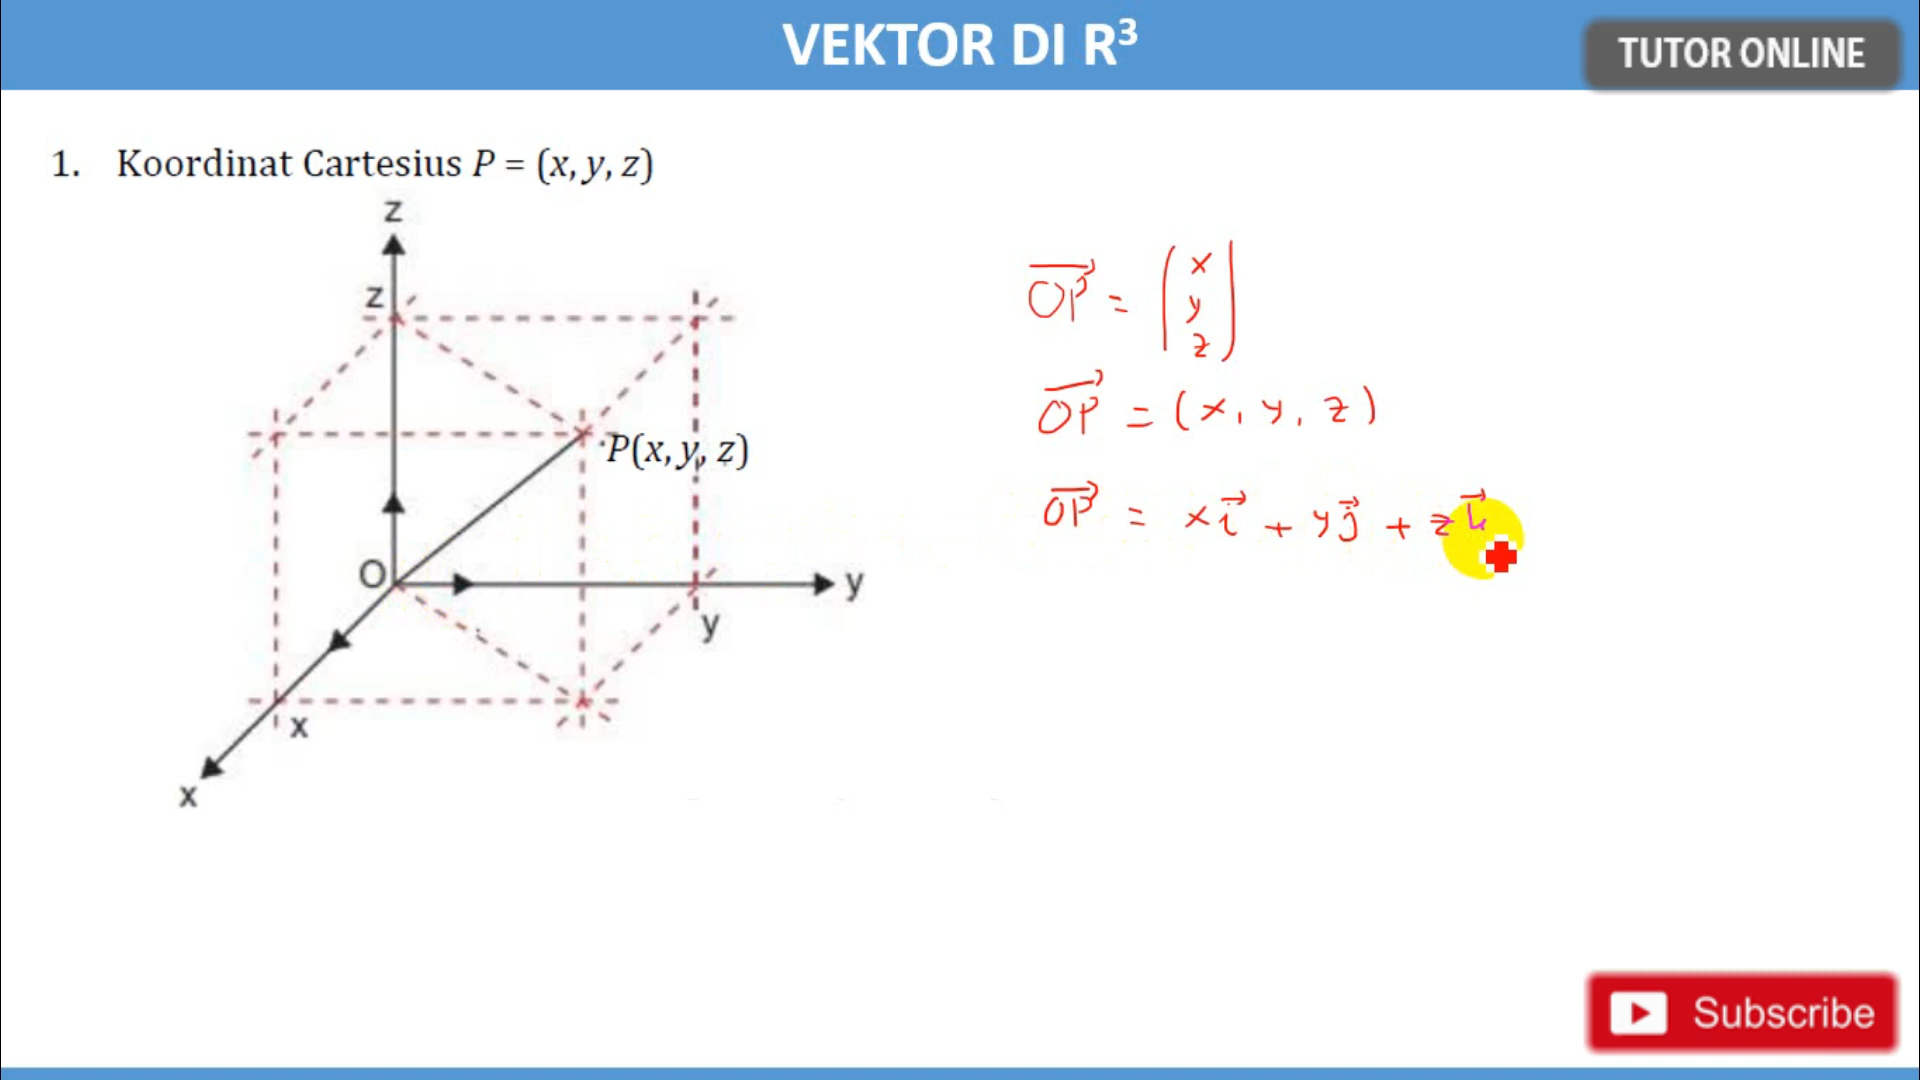 VEKTOR DI R³
TUTOR ONLINE
1. Koordinat Cartesius P = (x, y, z)
z
z
P(x, y, z)
O
y
y
x
x
OP⃗ = (x
y
z)
OP⃗ = (x, y, z)
OP⃗ = xi⃗ + yj⃗ + zk⃗
Subscribe